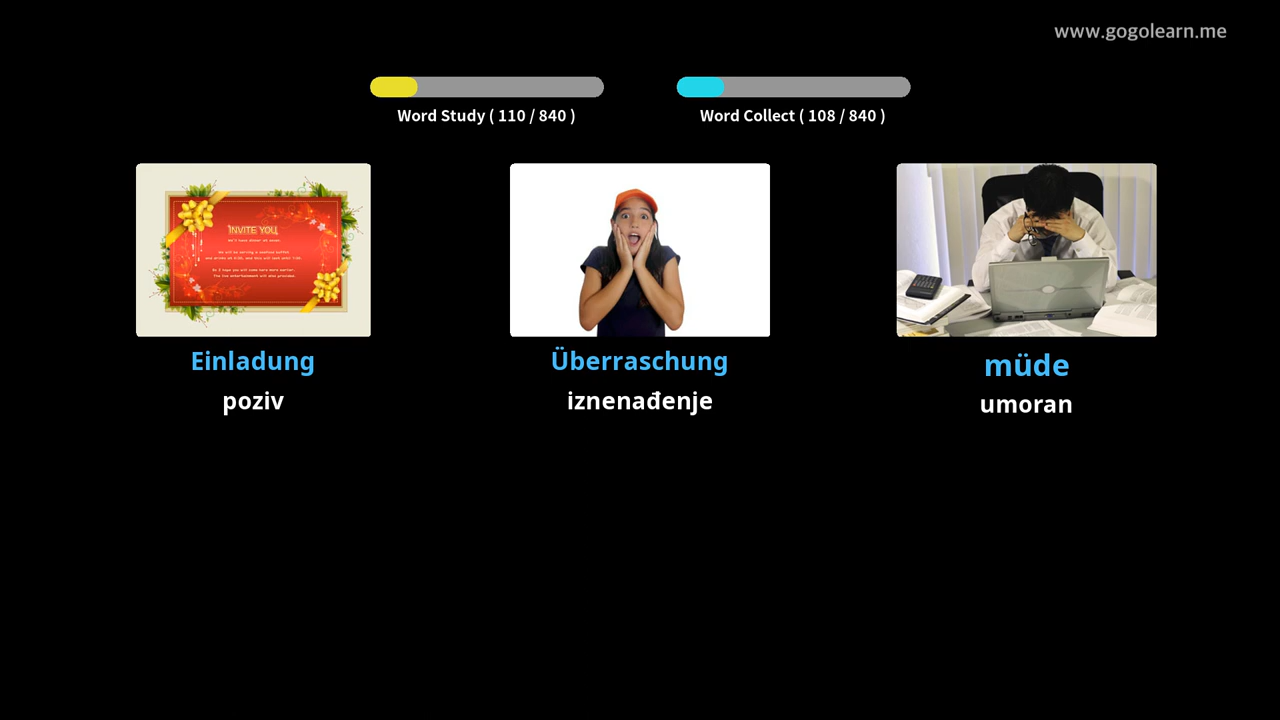 www.gogolearn.me
Word Study ( 110 / 840 )
Word Collect ( 108 / 840 )
INVITE YOU
Einladung
Überraschung
müde
poziv
iznenađenje
umoran